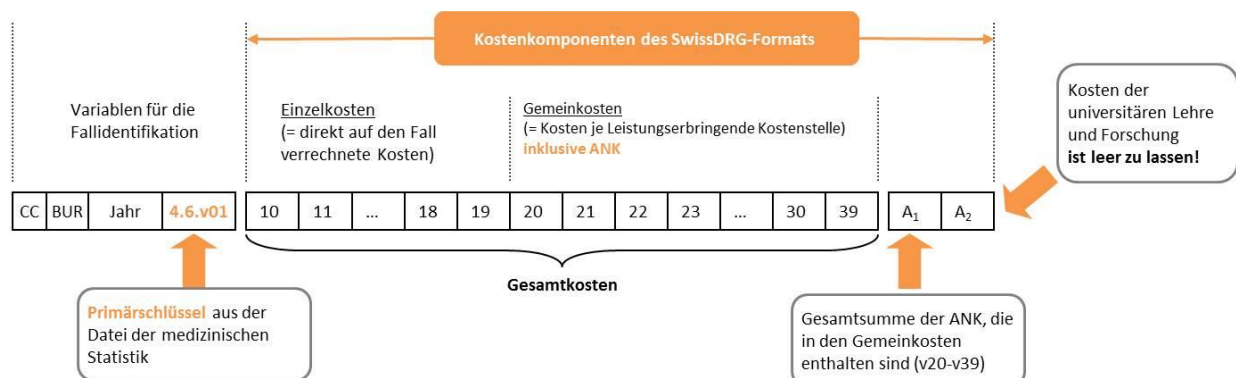 Kostenkomponenten des SwissDRG-Formats
Variablen für die
Fallidentifikation
Einzelkosten
(= direkt auf den Fall
verrechnete Kosten)
Gemeinkosten
(= Kosten je Leistungserbringende Kostenstelle)
inklusive ANK
Kosten der
universitären Lehre
und Forschung
ist leer zu lassen!
CC BUR Jahr 4.6.v01 10 11 ... 18 19 20 21 22 23 ... 30 39 A₁ A₂
Gesamtkosten
Primärschlüssel aus der
Datei der medizinischen
Statistik
Gesamtsumme der ANK, die
in den Gemeinkosten
enthalten sind (v20-v39)